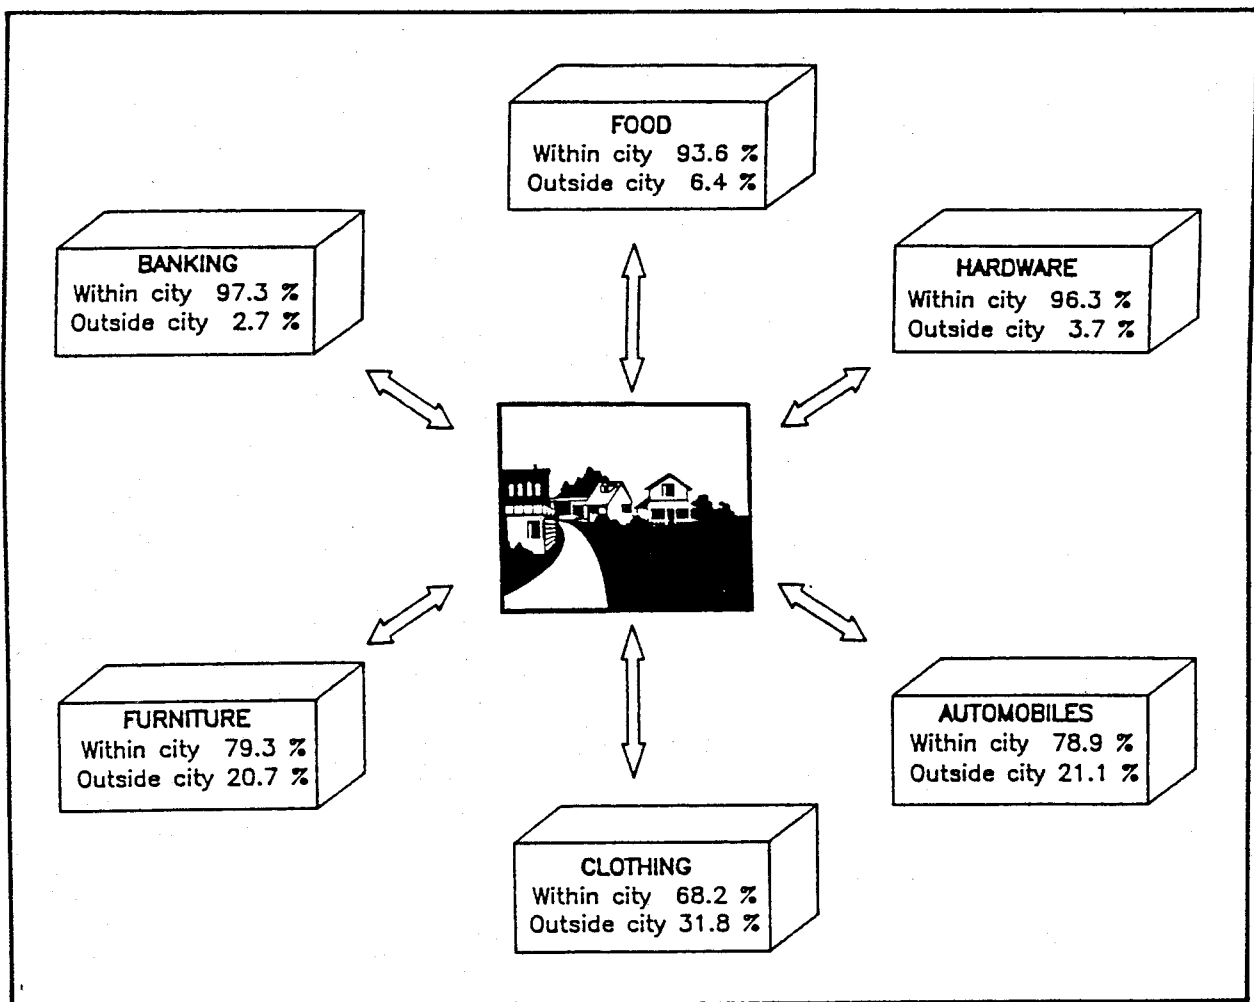 FOOD
Within city 93.6 %
Outside city 6.4 %
BANKING
Within city 97.3 %
Outside city 2.7 %
HARDWARE
Within city 96.3 %
Outside city 3.7 %
FURNITURE
Within city 79.3 %
Outside city 20.7 %
AUTOMOBILES
Within city 78.9 %
Outside city 21.1 %
CLOTHING
Within city 68.2 %
Outside city 31.8 %